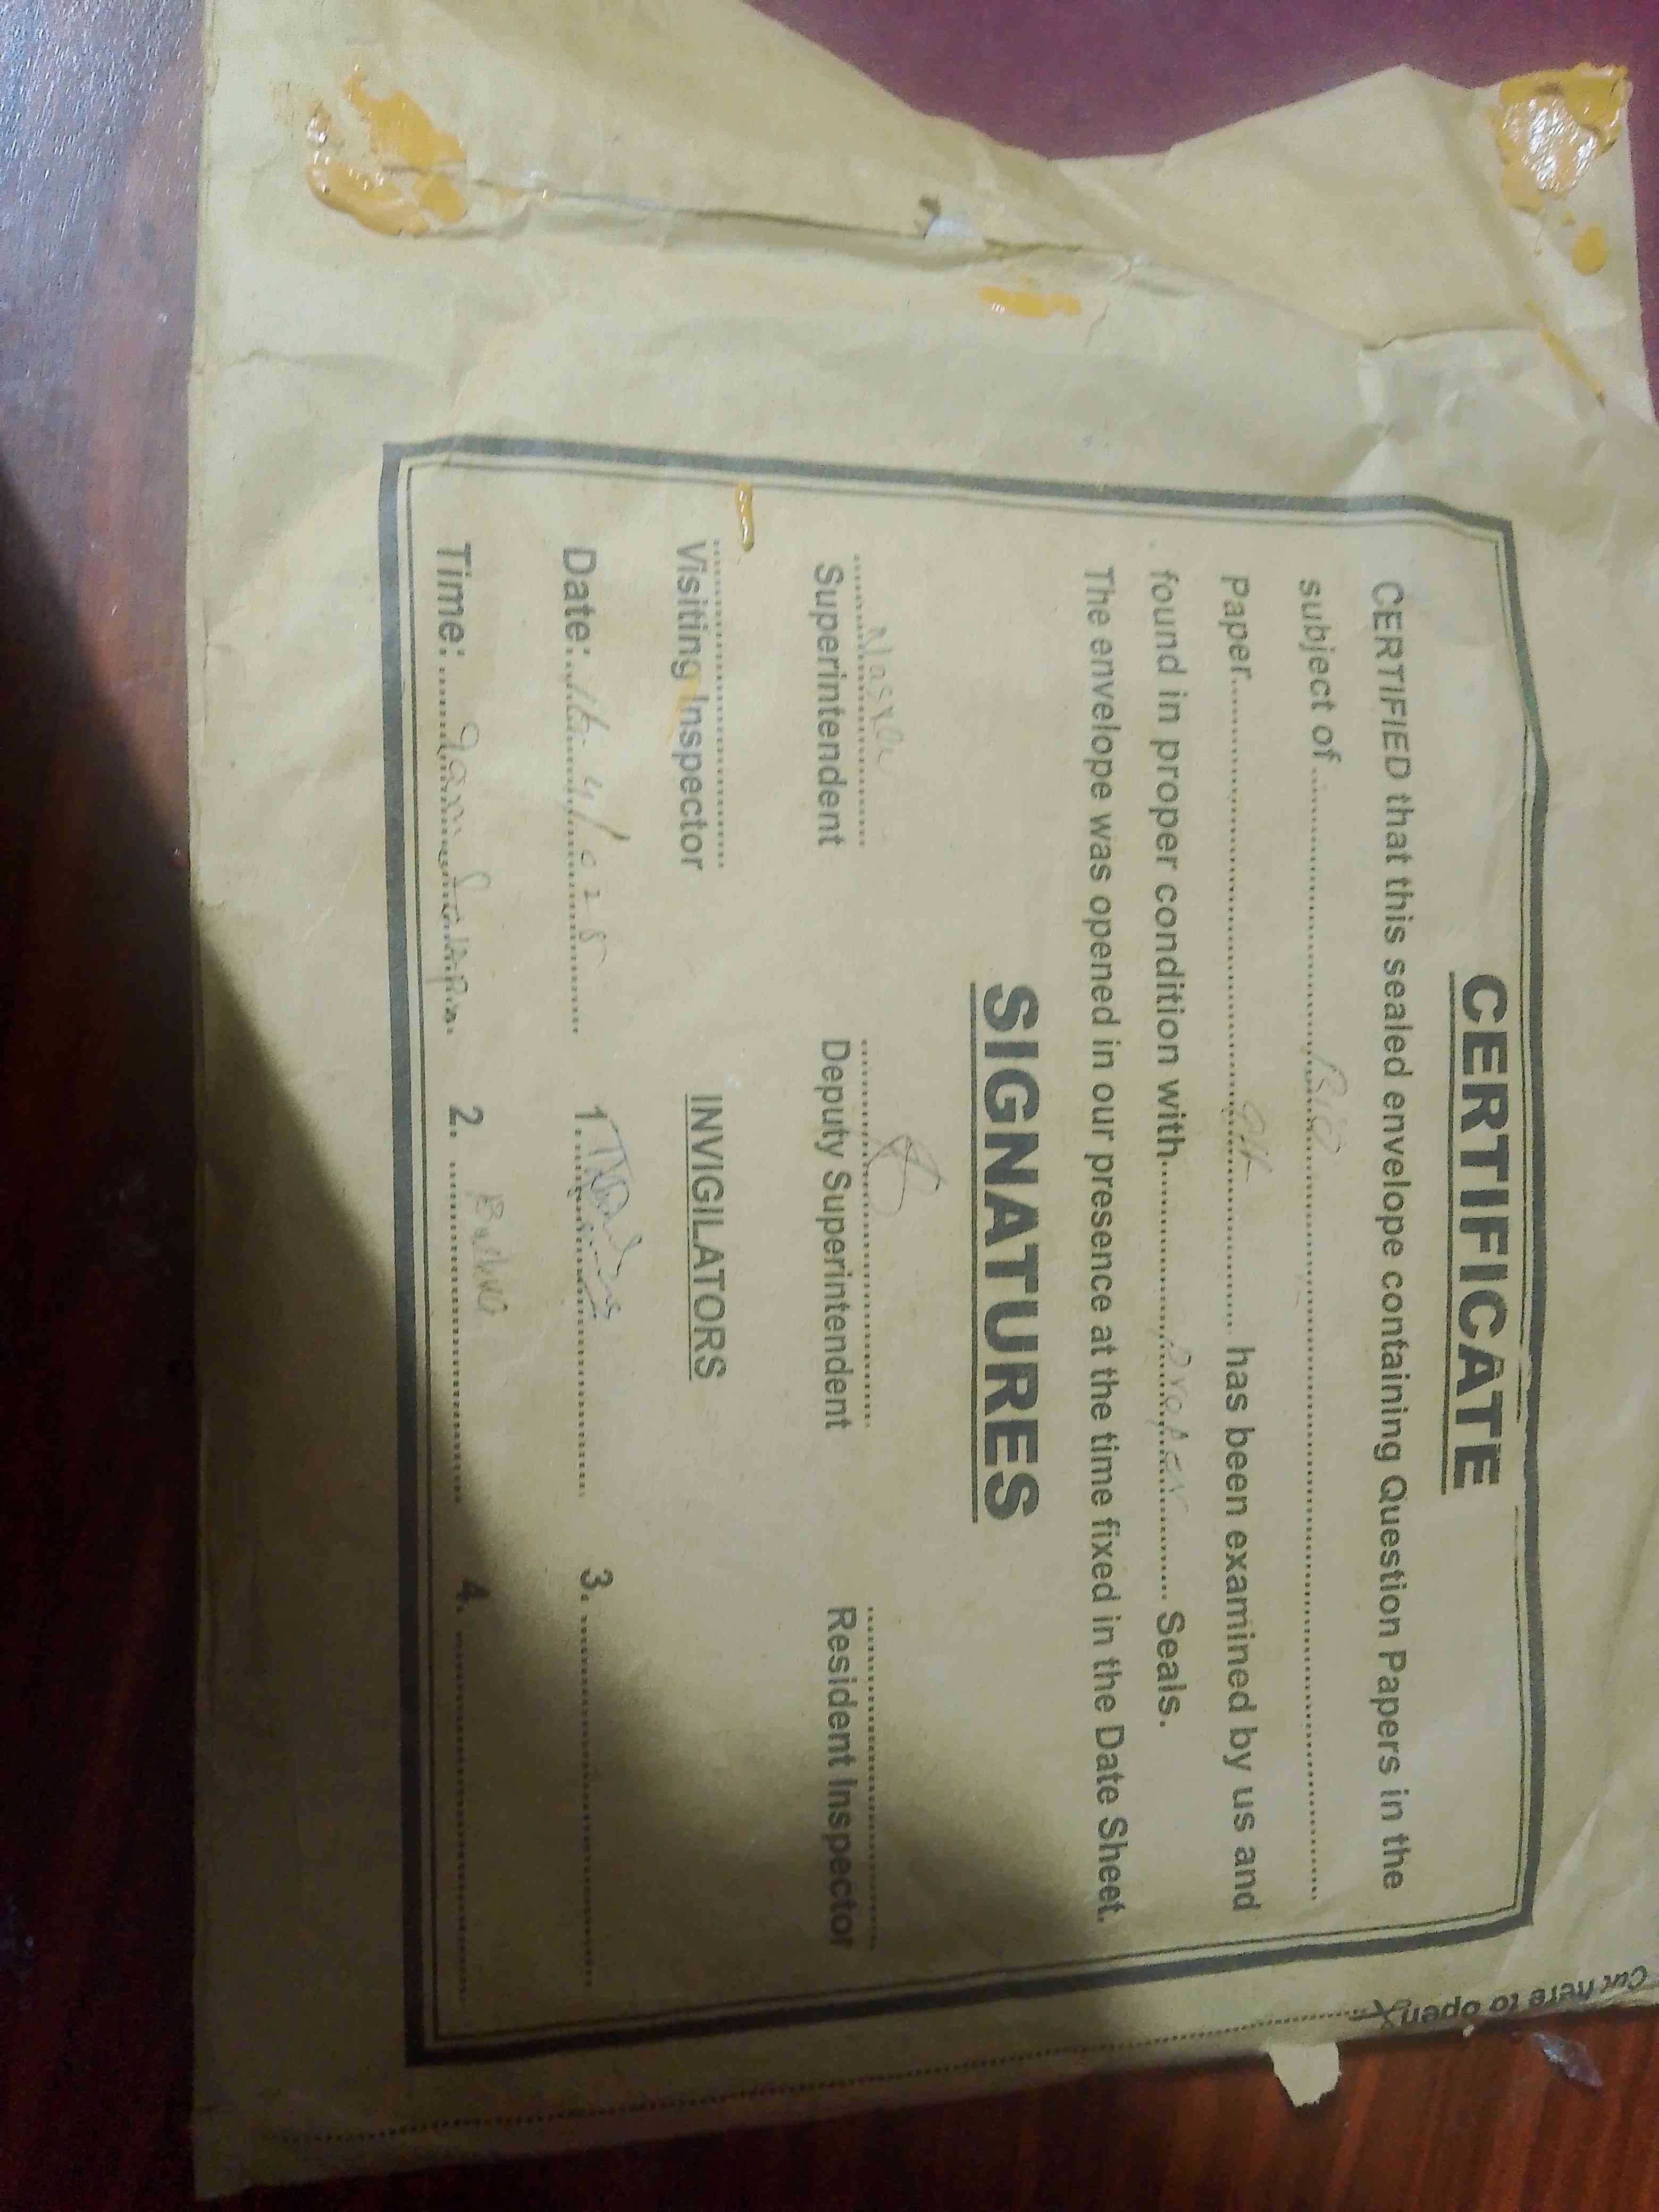 CERTIFICATE
CERTIFIED that this sealed envelope containing Question Papers in the
subject of ........ Bio ........
Paper ........ 9th ........ has been examined by us and
found in proper condition with ........ Seals.
The envelope was opened in our presence at the time fixed in the Date Sheet.
SIGNATURES
Superintendent Deputy Superintendent Resident Inspector
Visiting Inspector INVIGILATORS
Date: 1. 3.
Time: 2. 4.
Cut here to open